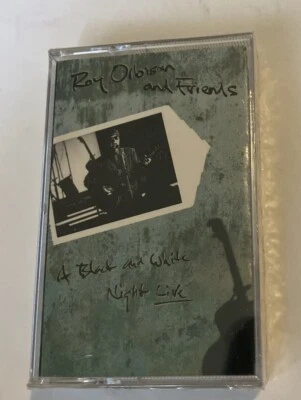 Roy Orbison
and Friends
A Black and White
Night Live